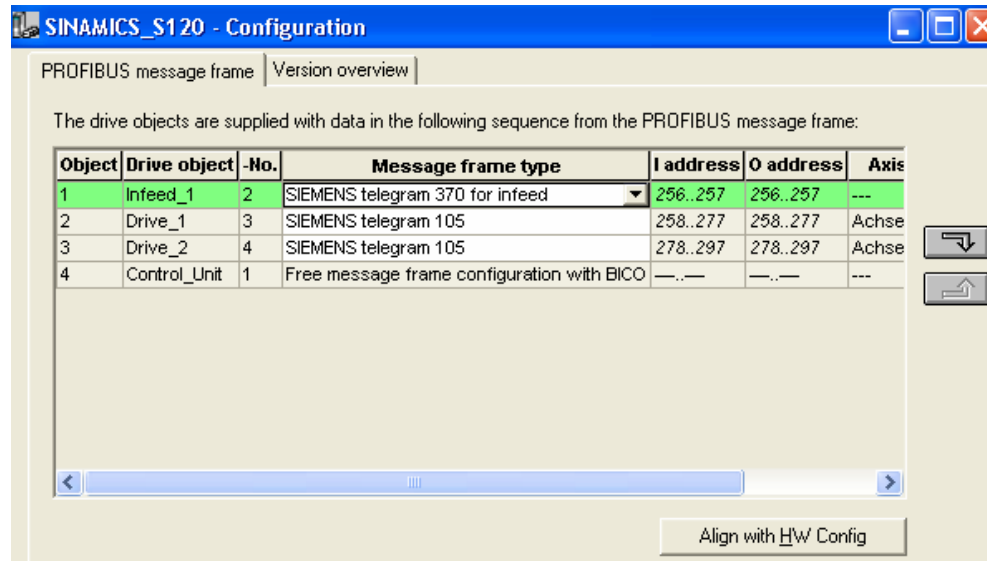 SINAMICS_S120 - Configuration
PROFIBUS message frame Version overview
The drive objects are supplied with data in the following sequence from the PROFIBUS message frame:
Object Drive object -No. Message frame type I address O address Axis
1 Infeed_1 2 SIEMENS telegram 370 for infeed 256..257 256..257 ---
2 Drive_1 3 SIEMENS telegram 105 258..277 258..277 Achse
3 Drive_2 4 SIEMENS telegram 105 278..297 278..297 Achse
4 Control_Unit 1 Free message frame configuration with BICO —..— —..— ---
Align with HW Config